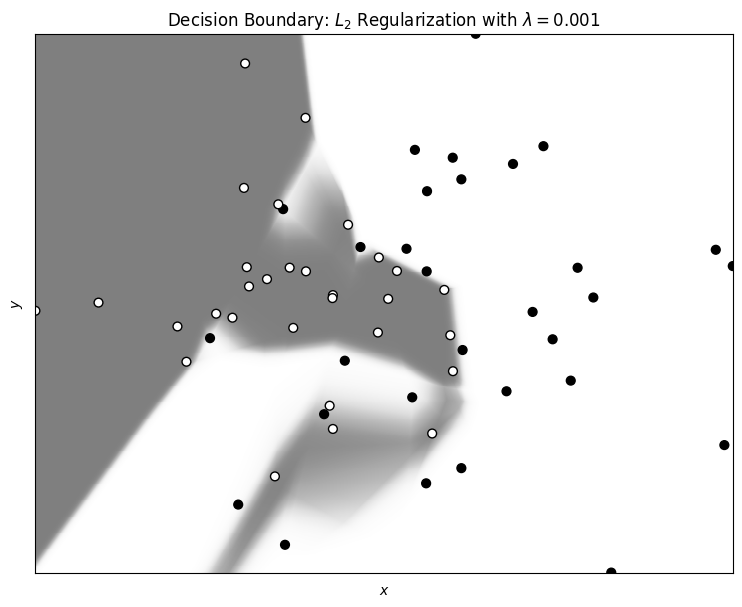 Decision Boundary: $L_2$ Regularization with $\lambda = 0.001$
y
x